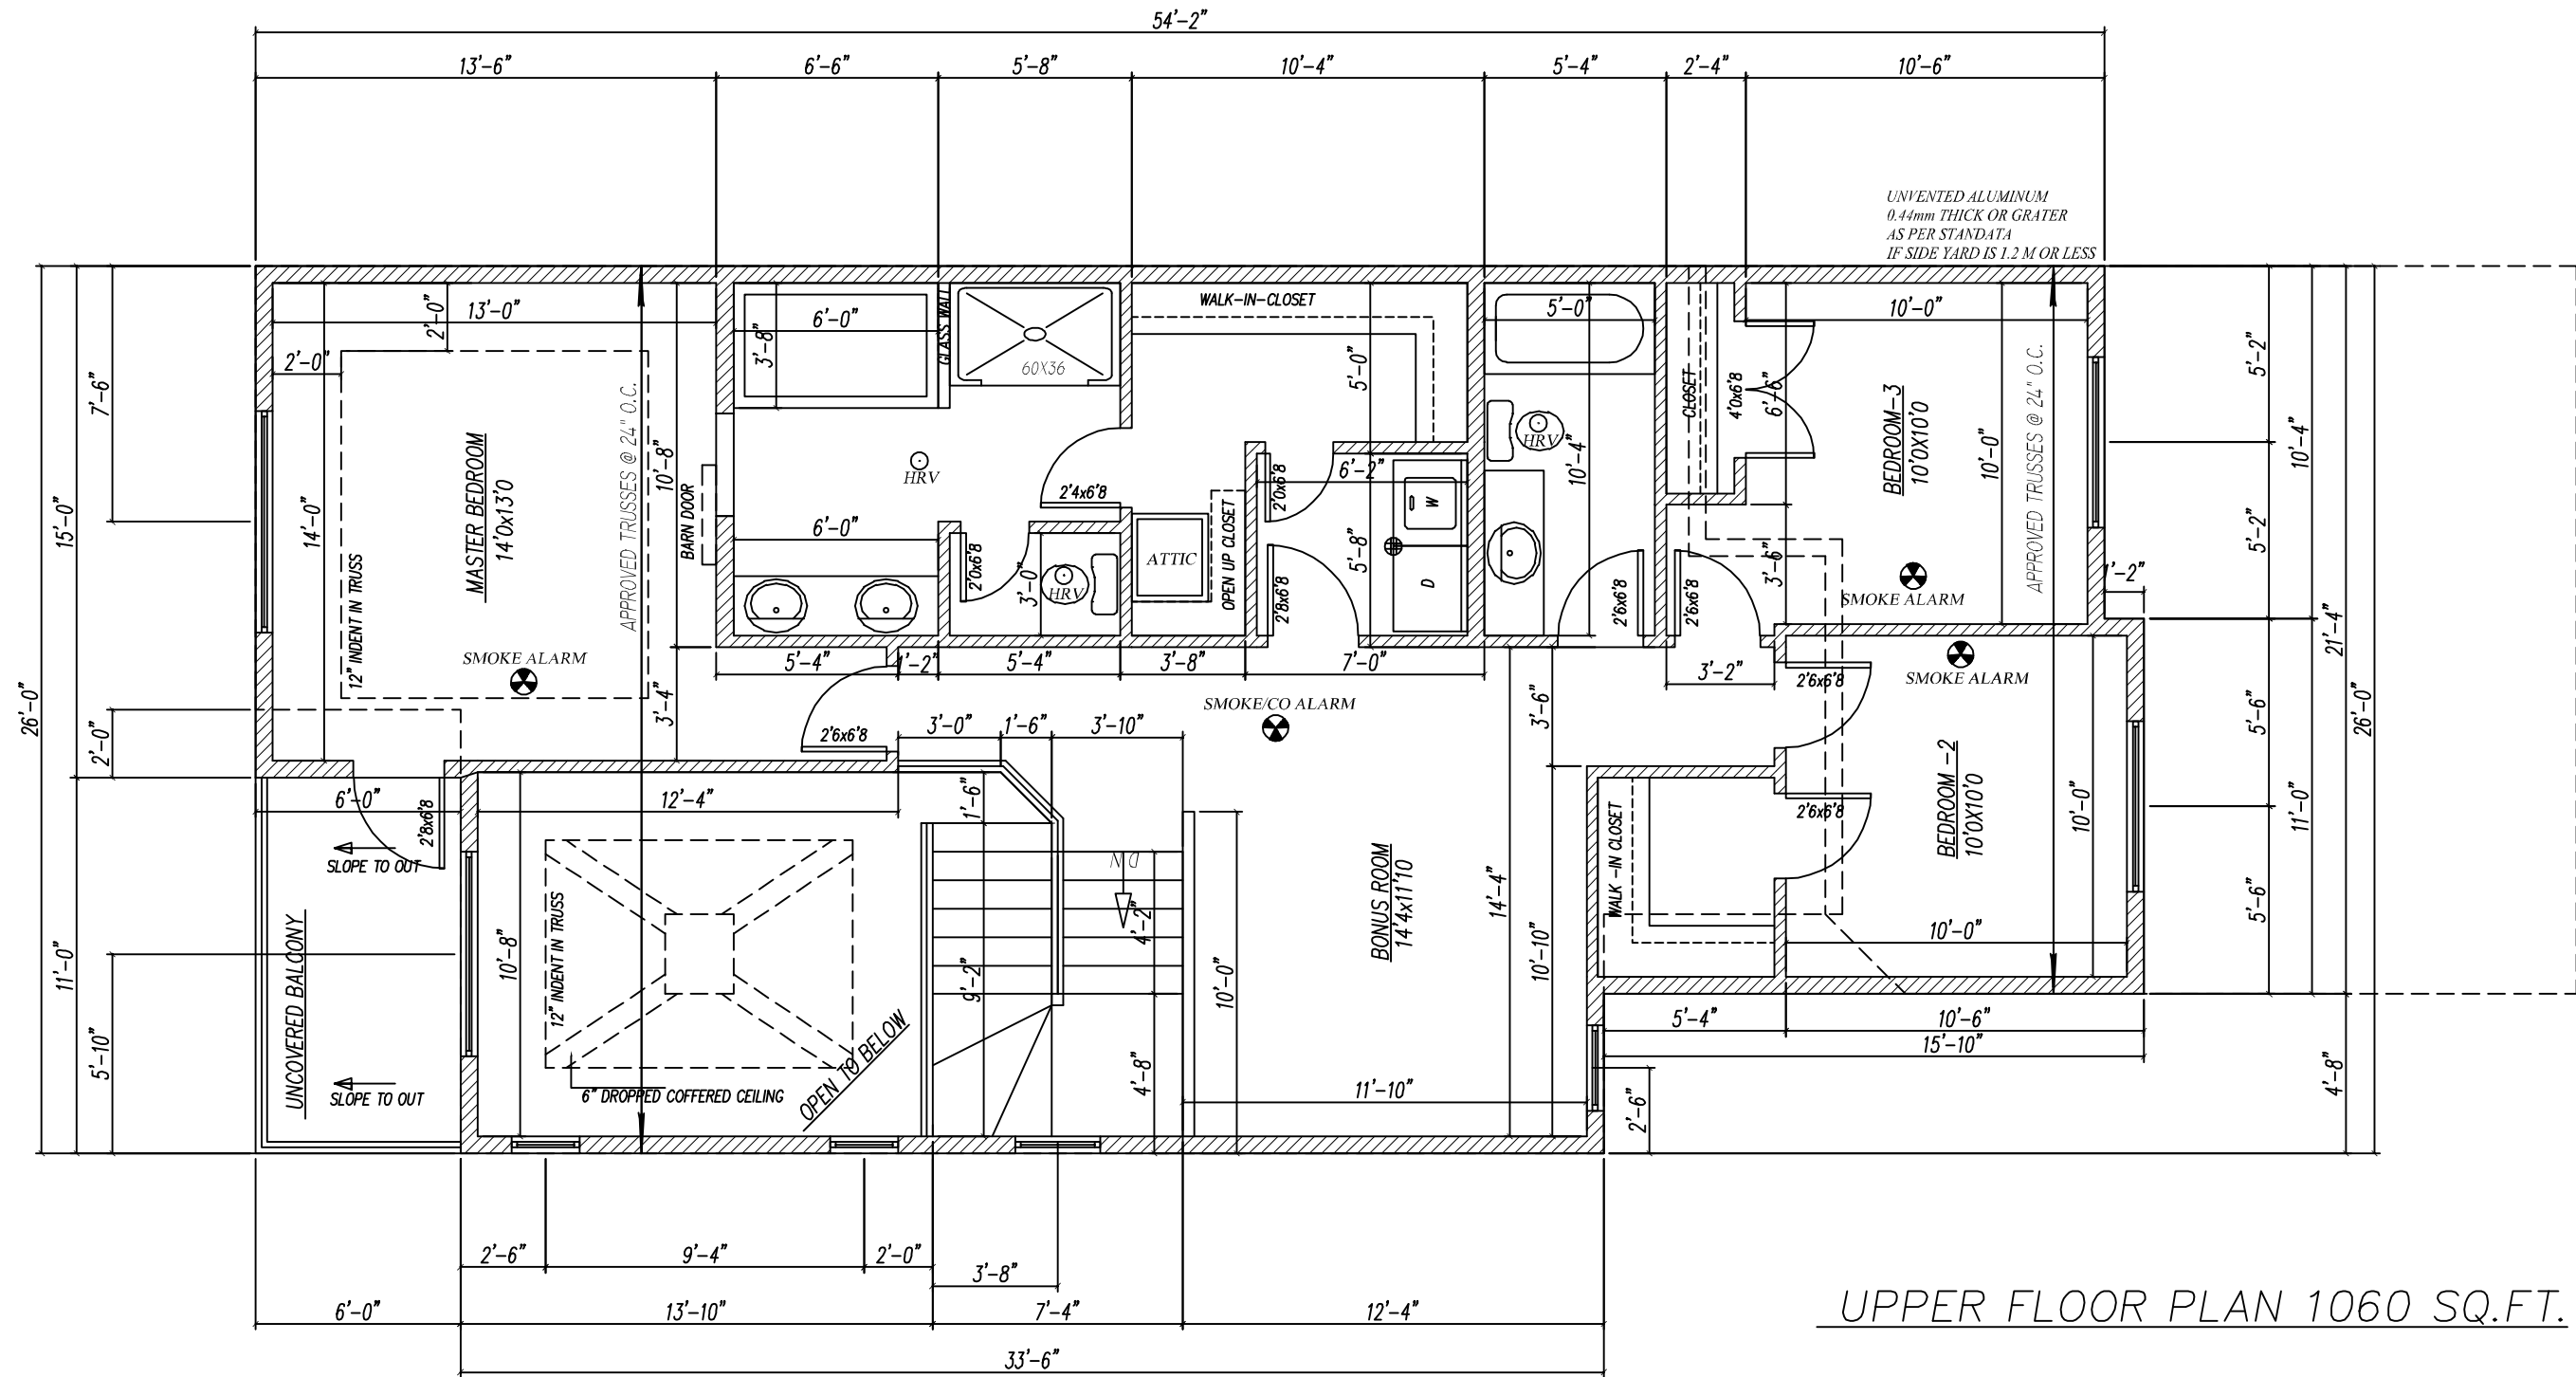 54'-2"
13'-6" 6'-6" 5'-8" 10'-4" 5'-4" 2'-4" 10'-6"
UNVENTED ALUMINUM
0.44mm THICK OR GRATER
AS PER STANDATA
IF SIDE YARD IS 1.2 M OR LESS
26'-0"
15'-0"
7'-6"
2'-0"
11'-0"
5'-10"
13'-0"
2'-0"
2'-0"
14'-0"
MASTER BEDROOM
14'0x13'0
12" INDENT IN TRUSS
APPROVED TRUSSES @ 24" O.C.
SMOKE ALARM
10'-8"
3'-4"
BARN DOOR
3'-8"
6'-0"
GLASS WALL
60X36
HRV
6'-0"
2'4x6'8
2'0x6'8
3'-0"
HRV
WALK-IN-CLOSET
5'-0"
ATTIC
OPEN UP CLOSET
2'0x6'8
6'-2"
2'8x6'8
5'-8"
W
D
5'-0"
HRV
10'-4"
2'6x6'8
CLOSET
4'0x6'8
6'-6"
3'-6"
2'6x6'8
10'-0"
BEDROOM-3
10'0X10'0
10'-0"
APPROVED TRUSSES @ 24" O.C.
SMOKE ALARM
1'-2"
5'-2"
5'-2"
10'-4"
21'-4"
26'-0"
5'-6"
5'-6"
11'-0"
4'-8"
5'-4" 1'-2" 5'-4" 3'-8" 7'-0"
3'-2"
2'6x6'8
SMOKE ALARM
SMOKE/CO ALARM
2'6x6'8
3'-0" 1'-6" 3'-10"
3'-6"
6'-0"
2'8x6'8
12'-4"
1'-6"
SLOPE TO OUT
UNCOVERED BALCONY
SLOPE TO OUT
10'-8"
12" INDENT IN TRUSS
6" DROPPED COFFERED CEILING
OPEN TO BELOW
9'-2"
DN
4'-2"
4'-8"
10'-0"
BONUS ROOM
14'4x11'10
14'-4"
10'-10"
11'-10"
WALK -IN CLOSET
2'6x6'8
BEDROOM -2
10'0X10'0
10'-0"
10'-0"
5'-4" 10'-6"
15'-10"
2'-6"
2'-6" 9'-4" 2'-0"
3'-8"
6'-0" 13'-10" 7'-4" 12'-4"
33'-6"
UPPER FLOOR PLAN 1060 SQ.FT.